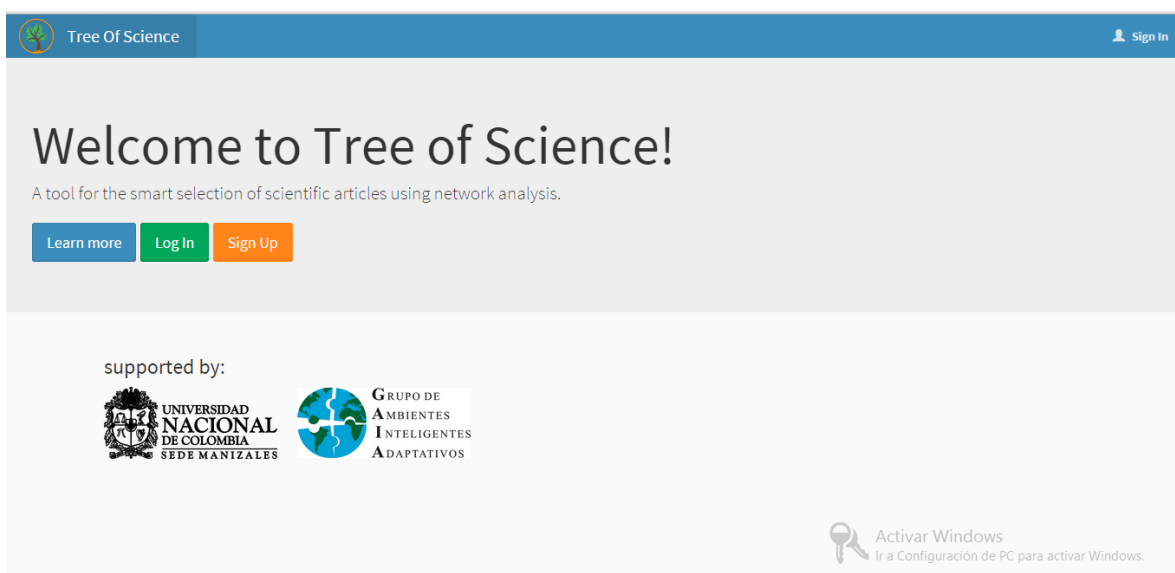 Tree Of Science
Sign In
Welcome to Tree of Science!
A tool for the smart selection of scientific articles using network analysis.
Learn more
Log In
Sign Up
supported by:
UNIVERSIDAD
NACIONAL
DE COLOMBIA
SEDE MANIZALES
GRUPO DE
AMBIENTES
INTELIGENTES
ADAPTATIVOS
Activar Windows
Ir a Configuración de PC para activar Windows.